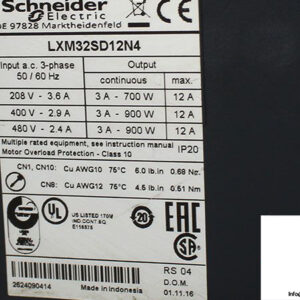 Schneider
Electric
DE 97828 Marktheidenfeld
LXM32SD12N4
Input a.c. 3-phase Output
50 / 60 Hz continuous max.
208 V - 3.6 A 3 A - 700 W 12 A
400 V - 2.9 A 3 A - 900 W 12 A
480 V - 2.4 A 3 A - 900 W 12 A
Multiple rated equipment, see instruction manual
Motor Overload Protection - Class 10 IP20
CN1, CN10: Cu AWG10 75°C 6.0 lb.in 0.68 Nm
CN8: Cu AWG12 75°C 4.5 lb.in 0.51 Nm
UL
US LISTED 170M
IND.CONT.EQ.
E116875
20
EAC
RS 04
D.O.M.
2624090414 Made in Indonesia 01.11.16